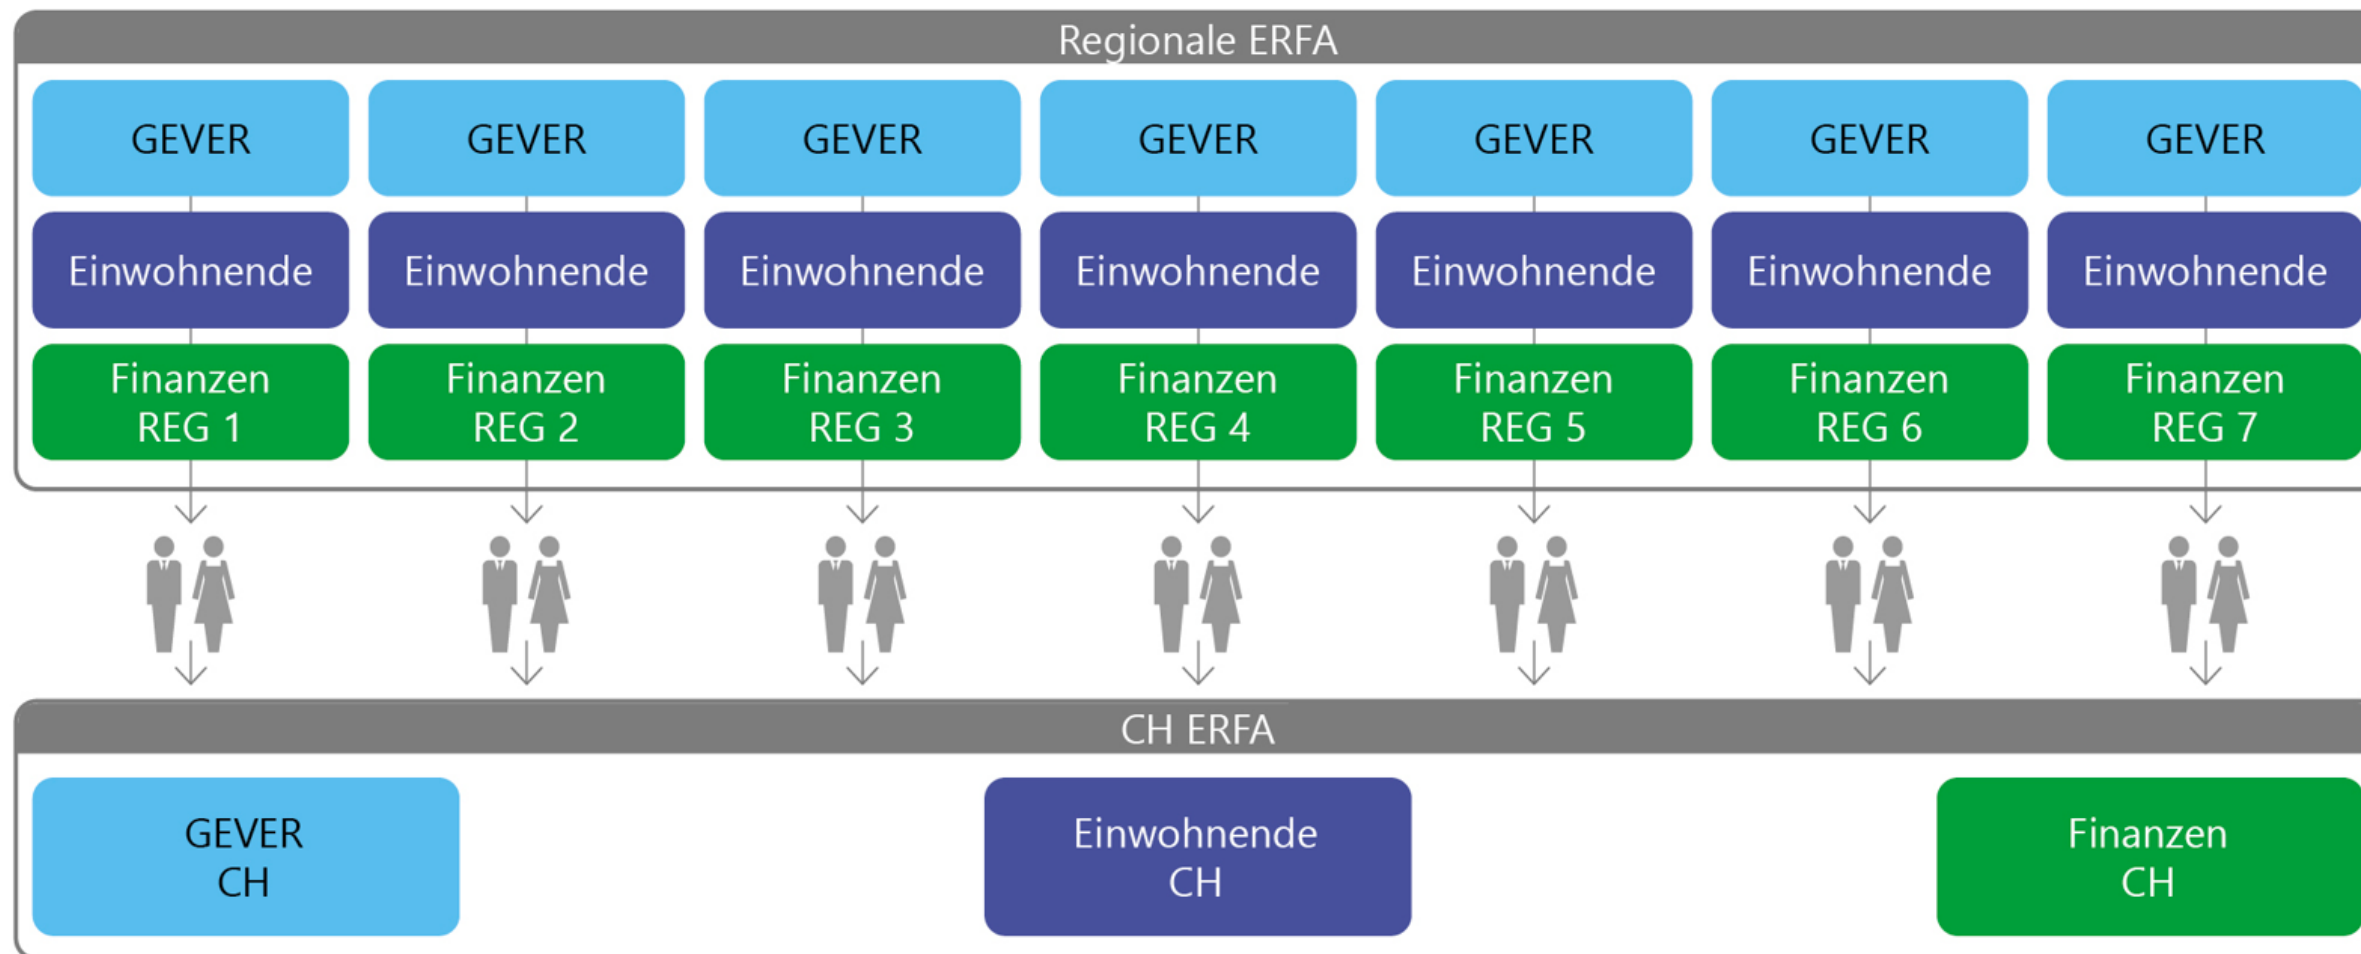 Regionale ERFA
GEVER GEVER GEVER GEVER GEVER GEVER GEVER
Einwohnende Einwohnende Einwohnende Einwohnende Einwohnende Einwohnende Einwohnende
Finanzen Finanzen Finanzen Finanzen Finanzen Finanzen Finanzen
REG 1 REG 2 REG 3 REG 4 REG 5 REG 6 REG 7
CH ERFA
GEVER
CH
Einwohnende
CH
Finanzen
CH